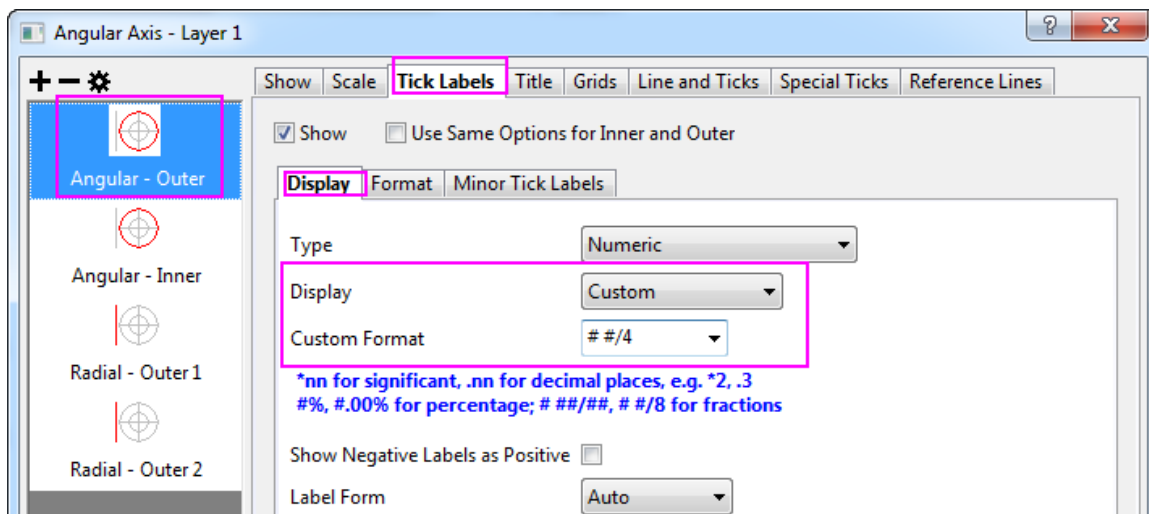 Angular Axis - Layer 1
Show Scale Tick Labels Title Grids Line and Ticks Special Ticks Reference Lines
Show Use Same Options for Inner and Outer
Angular - Outer
Display Format Minor Tick Labels
Type Numeric
Angular - Inner
Display Custom
Custom Format # #/4
Radial - Outer 1
*nn for significant, .nn for decimal places, e.g. *2, .3
#%, #.00% for percentage; # ##/##, # #/8 for fractions
Show Negative Labels as Positive
Radial - Outer 2
Label Form Auto